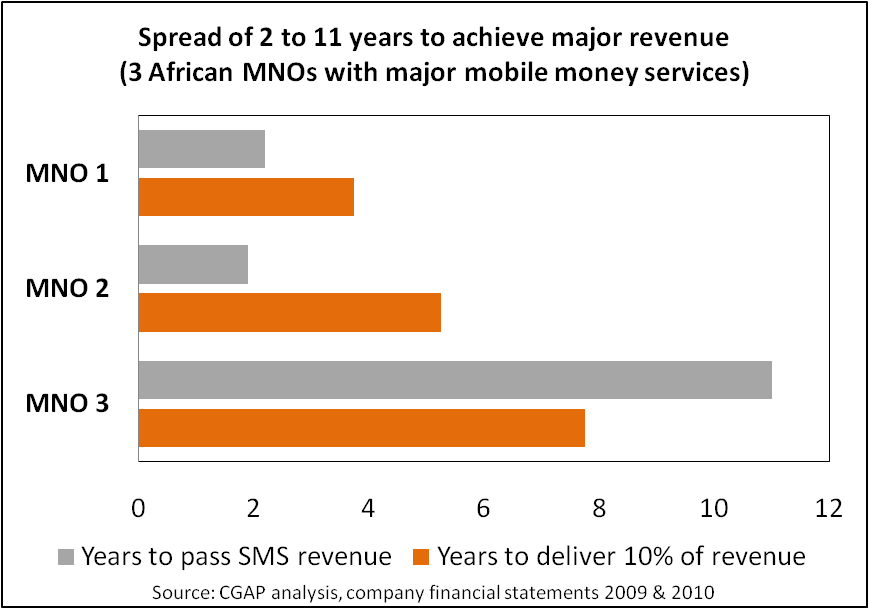 Spread of 2 to 11 years to achieve major revenue
(3 African MNOs with major mobile money services)
MNO 1
MNO 2
MNO 3
0 2 4 6 8 10 12
Years to pass SMS revenue Years to deliver 10% of revenue
Source: CGAP analysis, company financial statements 2009 & 2010